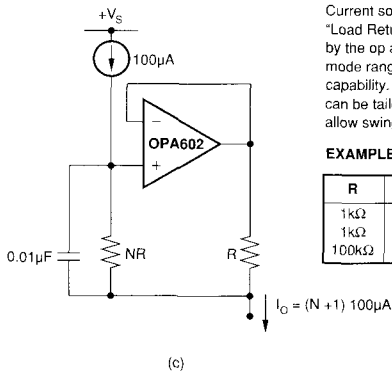 +V_S
100µA
OPA602
−
+
0.01µF
NR
R
I_O = (N +1) 100µA
(c)
Current so
"Load Retu
by the op a
mode rang
capability.
can be tail
allow swin
EXAMPLE
R
1kΩ
1kΩ
100kΩ